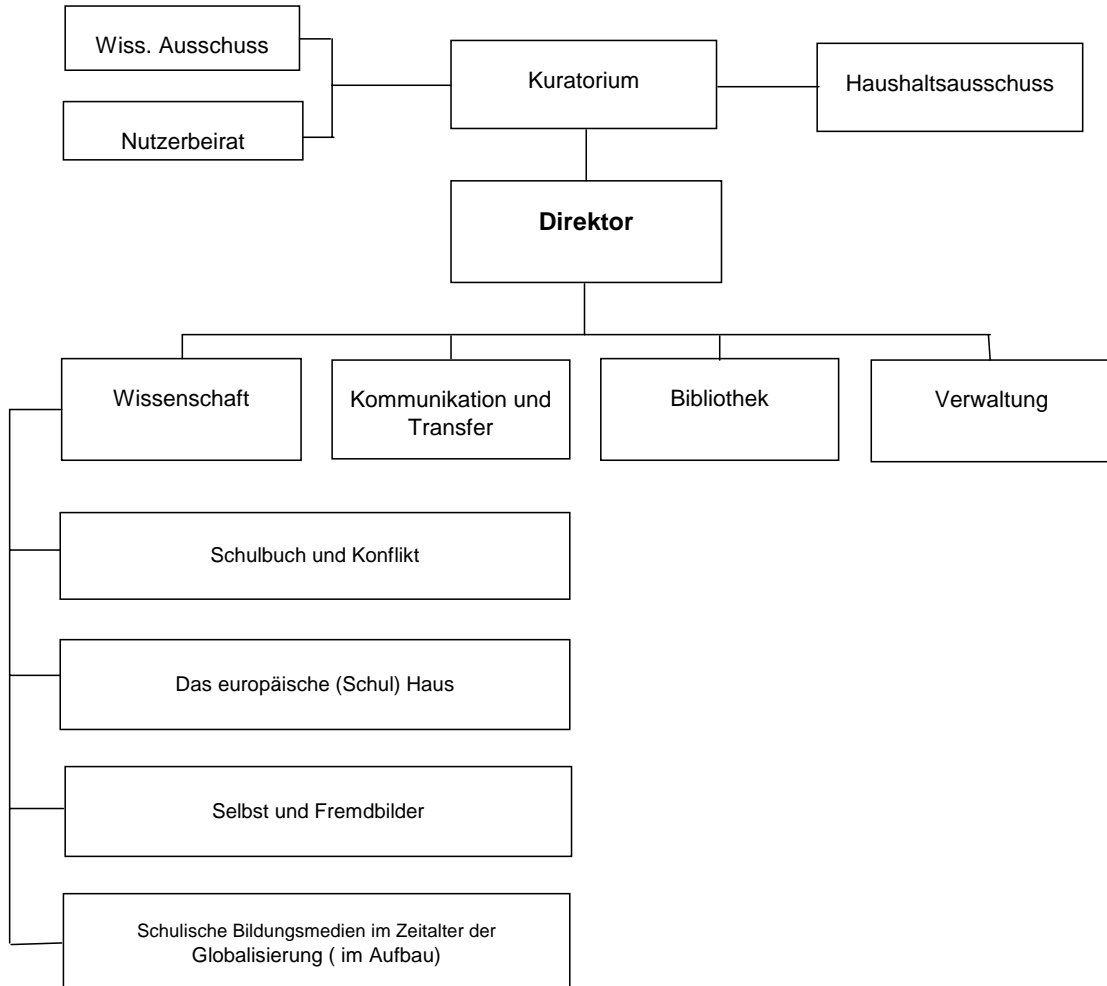 Wiss. Ausschuss
Kuratorium
Haushaltsausschuss
Nutzerbeirat
Direktor
Wissenschaft
Kommunikation und
Transfer
Bibliothek
Verwaltung
Schulbuch und Konflikt
Das europäische (Schul) Haus
Selbst und Fremdbilder
Schulische Bildungsmedien im Zeitalter der
Globalisierung ( im Aufbau)